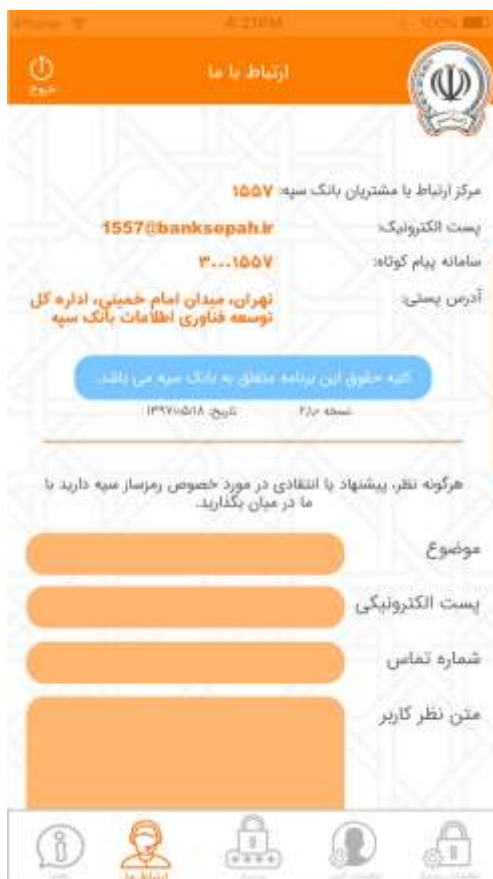 iPhone
4:21PM
100%
ارتباط با ما
خروج
مرکز ارتباط با مشتریان بانک سپه: ۱۵۵۷
پست الکترونیک: 1557@banksepah.ir
سامانه پیام کوتاه: ۳۰۰۰۱۵۵۷
آدرس پستی: تهران، میدان امام خمینی، اداره کل
توسعه فناوری اطلاعات بانک سپه
کلیه حقوق این برنامه متعلق به بانک سپه می باشد.
نسخه ۲/۰ تاریخ: ۱۳۹۷/۰۵/۱۸
هرگونه نظر، پیشنهاد یا انتقادی در مورد خصوص رمزساز سپه دارید با
ما در میان بگذارید.
موضوع
پست الکترونیکی
شماره تماس
متن نظر کاربر
ارتباط با ما